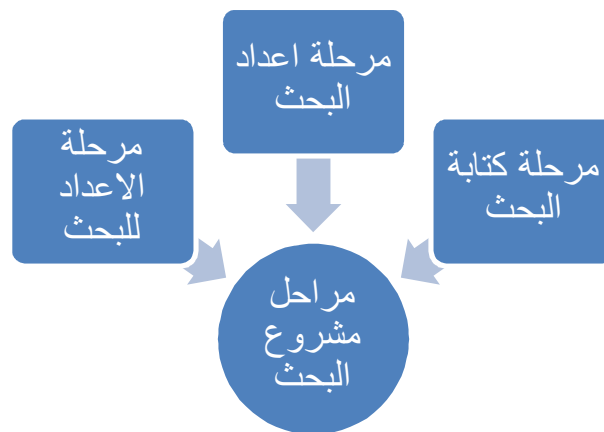 مرحلة اعداد
البحث
مرحلة كتابة
البحث
مرحلة
الاعداد
للبحث
مراحل
مشروع
البحث